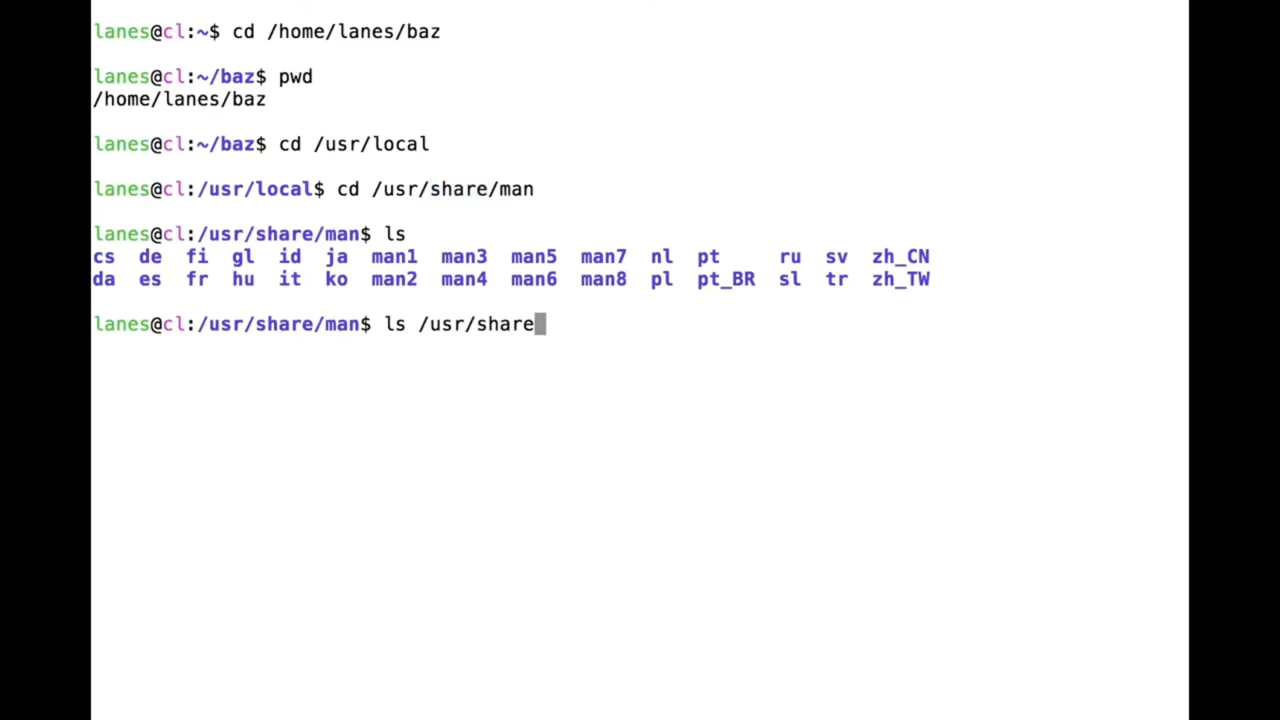 lanes@cl:~$ cd /home/lanes/baz
lanes@cl:~/baz$ pwd
/home/lanes/baz
lanes@cl:~/baz$ cd /usr/local
lanes@cl:/usr/local$ cd /usr/share/man
lanes@cl:/usr/share/man$ ls
cs  de  fi  gl  id  ja  man1  man3  man5  man7  nl  pt     ru  sv  zh_CN
da  es  fr  hu  it  ko  man2  man4  man6  man8  pl  pt_BR  sl  tr  zh_TW
lanes@cl:/usr/share/man$ ls /usr/share